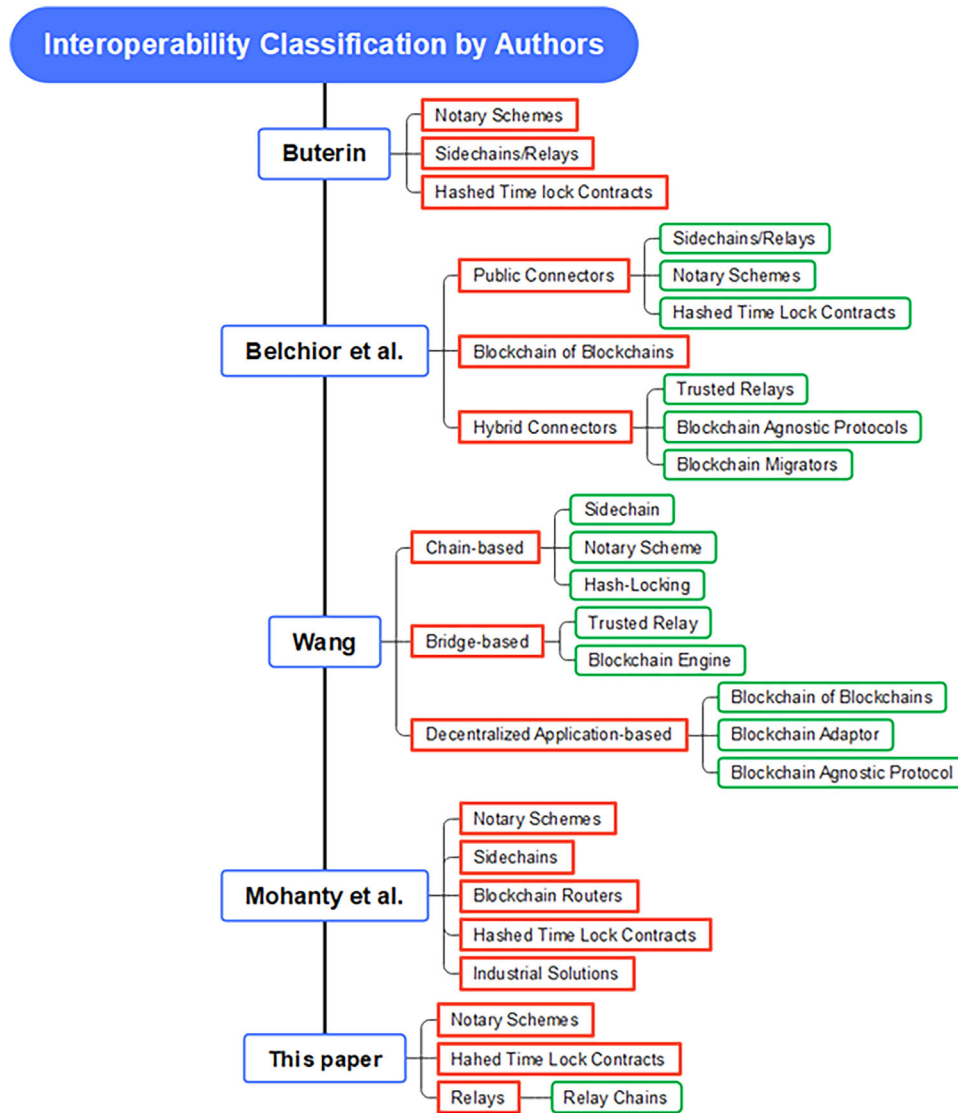 Interoperability Classification by Authors
Buterin
Notary Schemes
Sidechains/Relays
Hashed Time lock Contracts
Belchior et al.
Public Connectors
Sidechains/Relays
Notary Schemes
Hashed Time Lock Contracts
Blockchain of Blockchains
Hybrid Connectors
Trusted Relays
Blockchain Agnostic Protocols
Blockchain Migrators
Wang
Chain-based
Sidechain
Notary Scheme
Hash-Locking
Bridge-based
Trusted Relay
Blockchain Engine
Decentralized Application-based
Blockchain of Blockchains
Blockchain Adaptor
Blockchain Agnostic Protocol
Mohanty et al.
Notary Schemes
Sidechains
Blockchain Routers
Hashed Time Lock Contracts
Industrial Solutions
This paper
Notary Schemes
Hahed Time Lock Contracts
Relays
Relay Chains